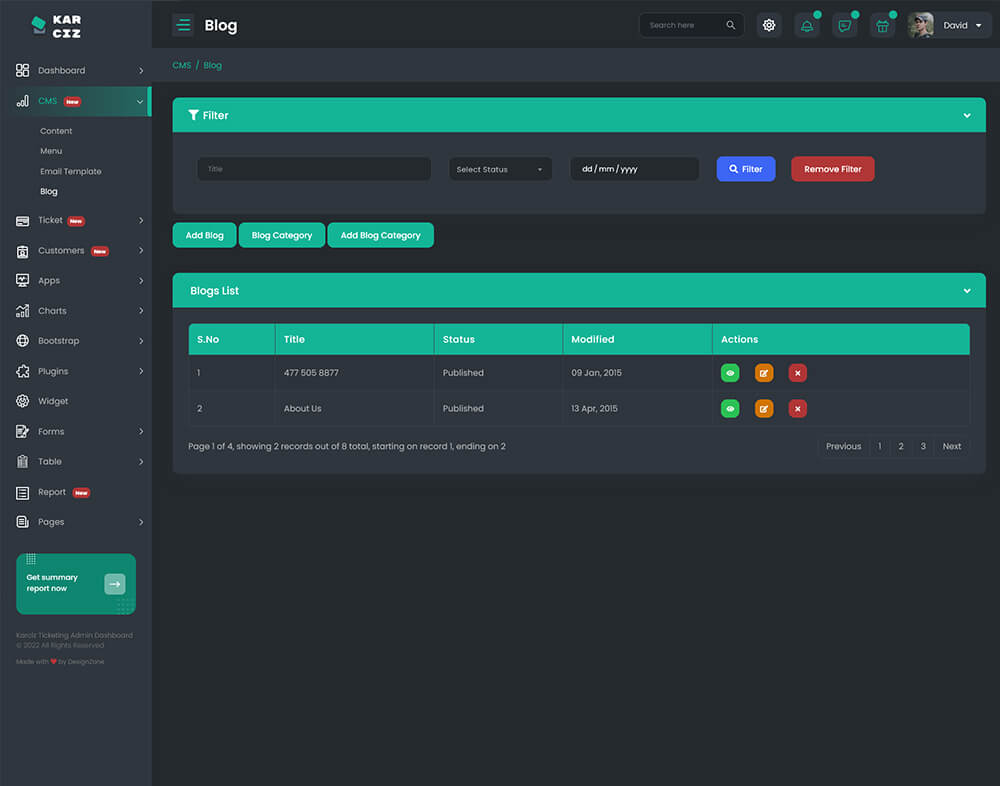 KAR
CIZ
Blog
Search here
David
CMS / Blog
Dashboard
CMS New
Content
Menu
Email Template
Blog
Ticket New
Customers New
Apps
Charts
Bootstrap
Plugins
Widget
Forms
Table
Report New
Pages
Get summary
report now
Karciz Ticketing Admin Dashboard
© 2022 All Rights Reserved
Made with ❤ by DesignZone
Filter
Title
Select Status
dd / mm / yyyy
Filter
Remove Filter
Add Blog
Blog Category
Add Blog Category
Blogs List
S.No Title Status Modified Actions
1 477 505 8877 Published 09 Jan, 2015
2 About Us Published 13 Apr, 2015
Page 1 of 4, showing 2 records out of 8 total, starting on record 1, ending on 2
Previous 1 2 3 Next